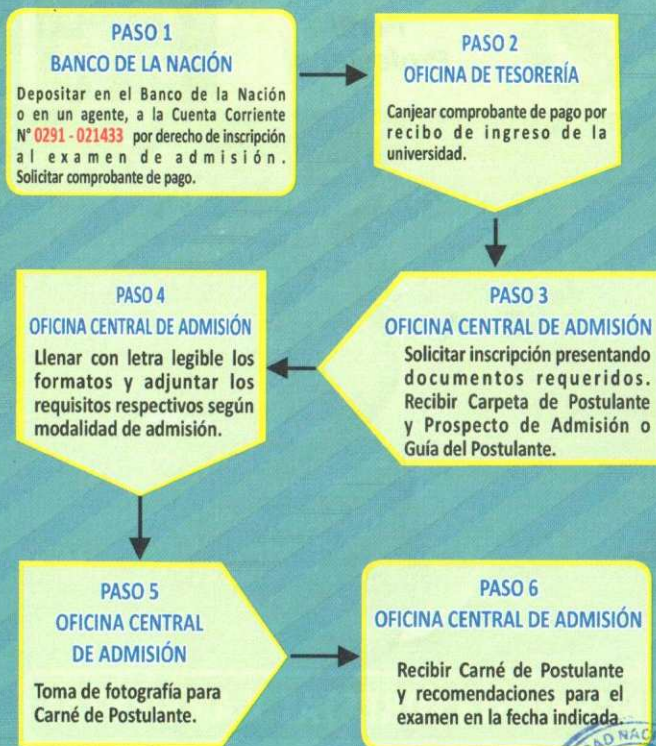 PASO 1
BANCO DE LA NACIÓN
Depositar en el Banco de la Nación
o en un agente, a la Cuenta Corriente
N° 0291 - 021433 por derecho de inscripción
al examen de admisión.
Solicitar comprobante de pago.
PASO 2
OFICINA DE TESORERÍA
Canjear comprobante de pago por
recibo de ingreso de la
universidad.
PASO 3
OFICINA CENTRAL DE ADMISIÓN
Solicitar inscripción presentando
documentos requeridos.
Recibir Carpeta de Postulante
y Prospecto de Admisión o
Guía del Postulante.
PASO 4
OFICINA CENTRAL DE ADMISIÓN
Llenar con letra legible los
formatos y adjuntar los
requisitos respectivos según
modalidad de admisión.
PASO 5
OFICINA CENTRAL
DE ADMISIÓN
Toma de fotografía para
Carné de Postulante.
PASO 6
OFICINA CENTRAL DE ADMISIÓN
Recibir Carné de Postulante
y recomendaciones para el
examen en la fecha indicada.